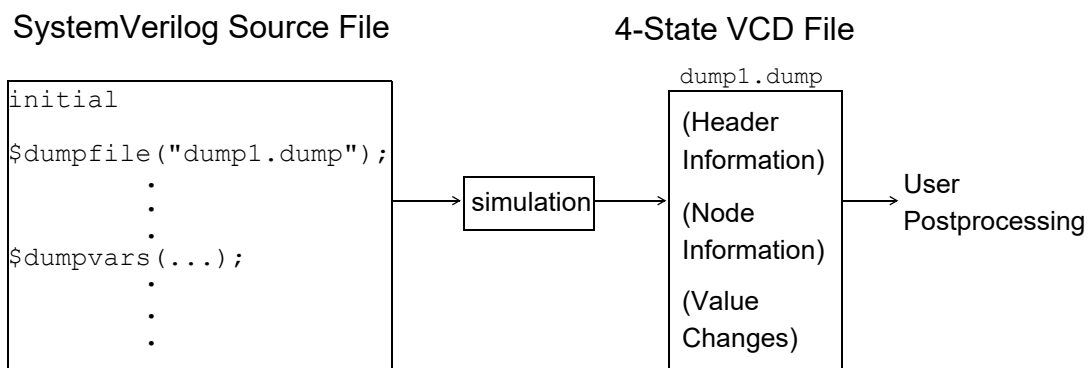 SystemVerilog Source File
4-State VCD File
initial
$dumpfile("dump1.dump");
.
.
.
$dumpvars(...);
.
.
.
simulation
dump1.dump
(Header
Information)
(Node
Information)
(Value
Changes)
User
Postprocessing